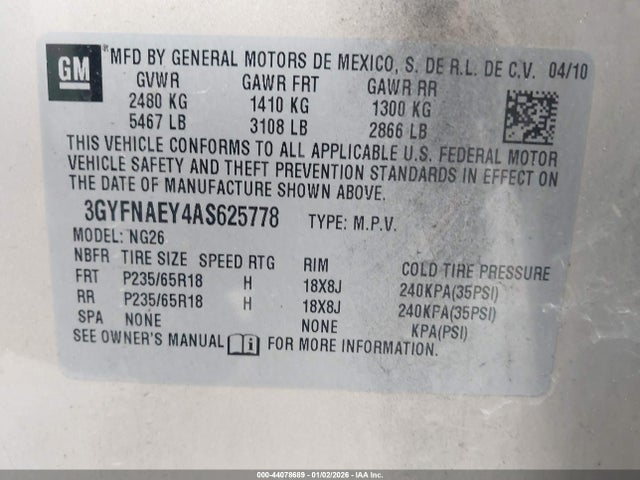 GM
MFD BY GENERAL MOTORS DE MEXICO, S. DE R.L. DE C.V. 04/10
GVWR GAWR FRT GAWR RR
2480 KG 1410 KG 1300 KG
5467 LB 3108 LB 2866 LB
THIS VEHICLE CONFORMS TO ALL APPLICABLE U.S. FEDERAL MOTOR
VEHICLE SAFETY AND THEFT PREVENTION STANDARDS IN EFFECT ON
THE DATE OF MANUFACTURE SHOWN ABOVE.
3GYFNAEY4AS625778 TYPE: M.P.V.
MODEL: NG26
NBFR TIRE SIZE SPEED RTG RIM COLD TIRE PRESSURE
FRT P235/65R18 H 18X8J 240KPA(35PSI)
RR P235/65R18 H 18X8J 240KPA(35PSI)
SPA NONE NONE KPA(PSI)
SEE OWNER'S MANUAL FOR MORE INFORMATION.
000-44078689 | 01/02/2026 - IAA Inc.